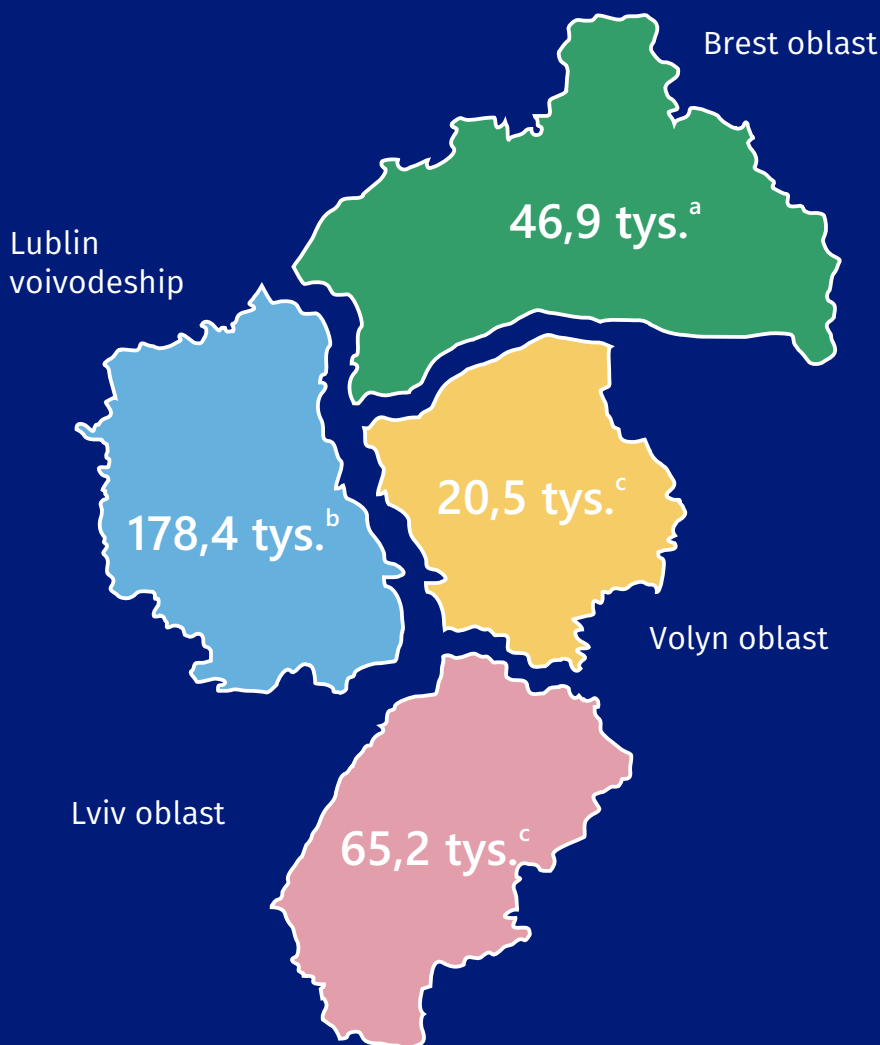 Brest oblast
46,9 tys.a
Lublin
voivodeship
20,5 tys.c
178,4 tys.b
Volyn oblast
Lviv oblast
65,2 tys.c